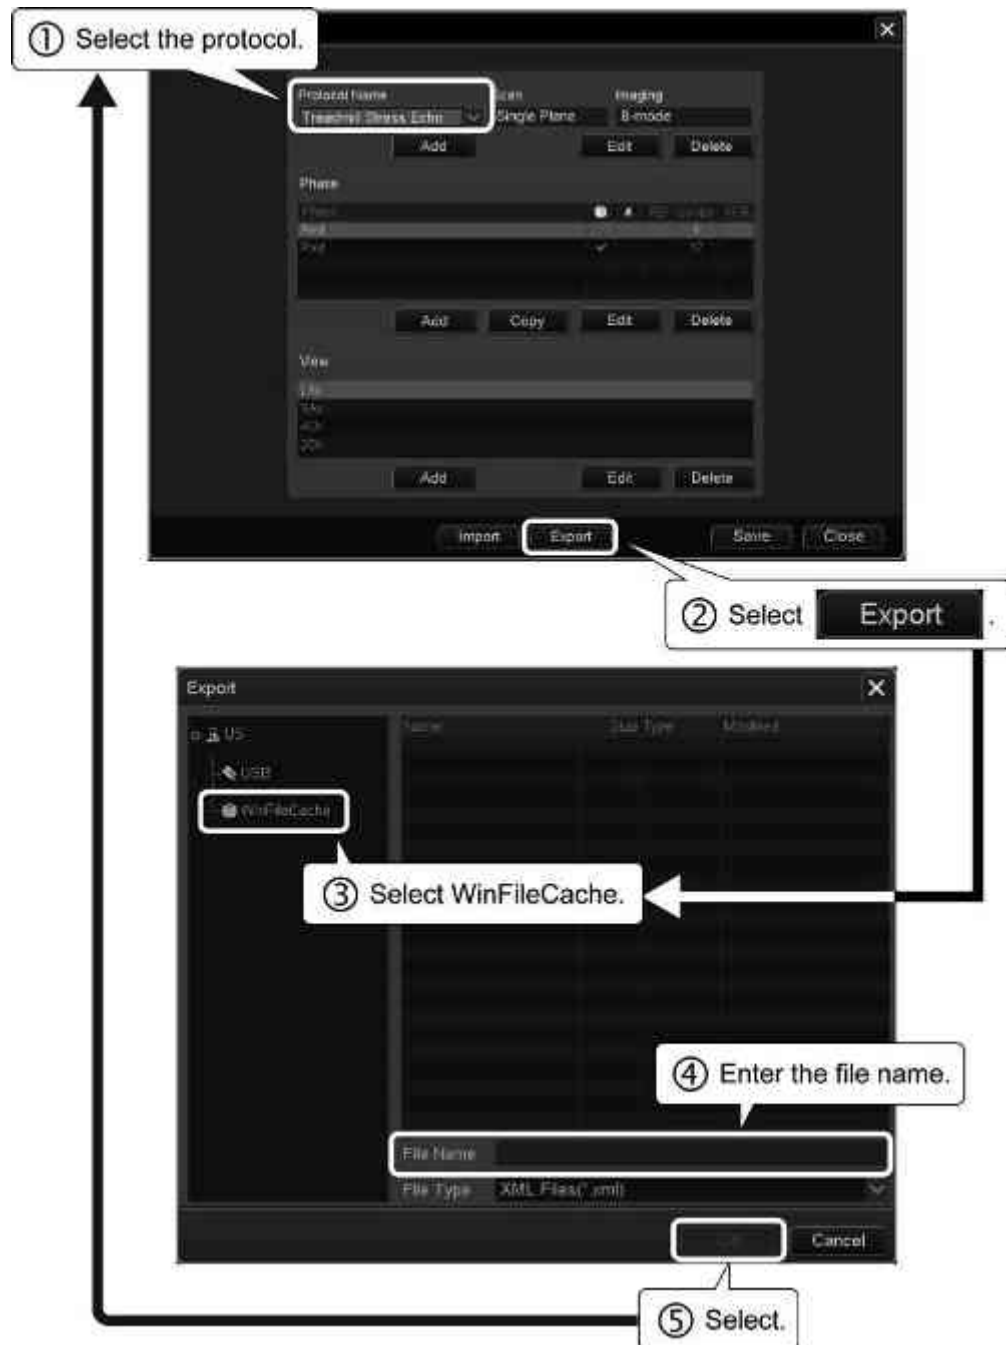 ① Select the protocol.
Protocol Name Scan Imaging
Treadmill Stress Echo Single Plane B-mode
Add Edit Delete
Phase
Phase
Add Copy Edit Delete
View
Add Edit Delete
Import Export Save Close
② Select Export .
Export
Name Modified
US
USB
WinFileCache
③ Select WinFileCache.
④ Enter the file name.
File Name
File Type XML Files(*.xml)
Cancel
⑤ Select.